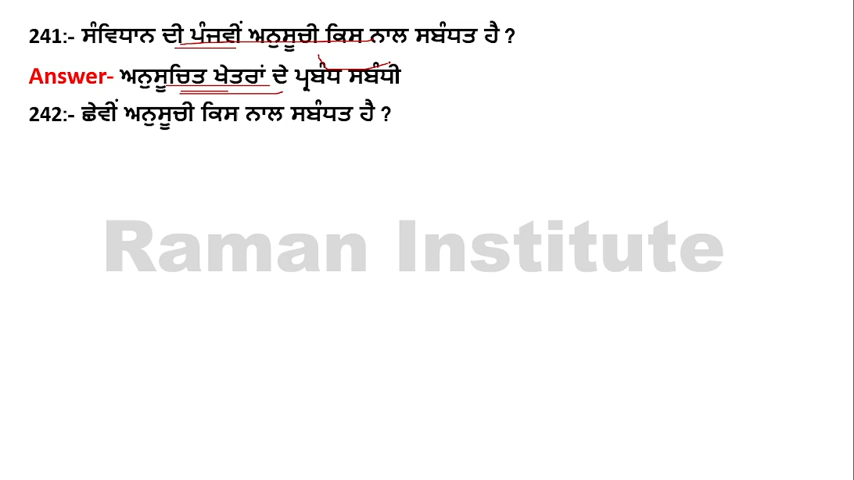 241:- ਸੰਵਿਧਾਨ ਦੀ ਪੰਜਵੀਂ ਅਨੁਸੂਚੀ ਕਿਸ ਨਾਲ ਸਬੰਧਤ ਹੈ ?
Answer- ਅਨੁਸੂਚਿਤ ਖੇਤਰਾਂ ਦੇ ਪ੍ਰਬੰਧ ਸਬੰਧੀ
242:- ਛੇਵੀਂ ਅਨੁਸੂਚੀ ਕਿਸ ਨਾਲ ਸਬੰਧਤ ਹੈ ?
Raman Institute